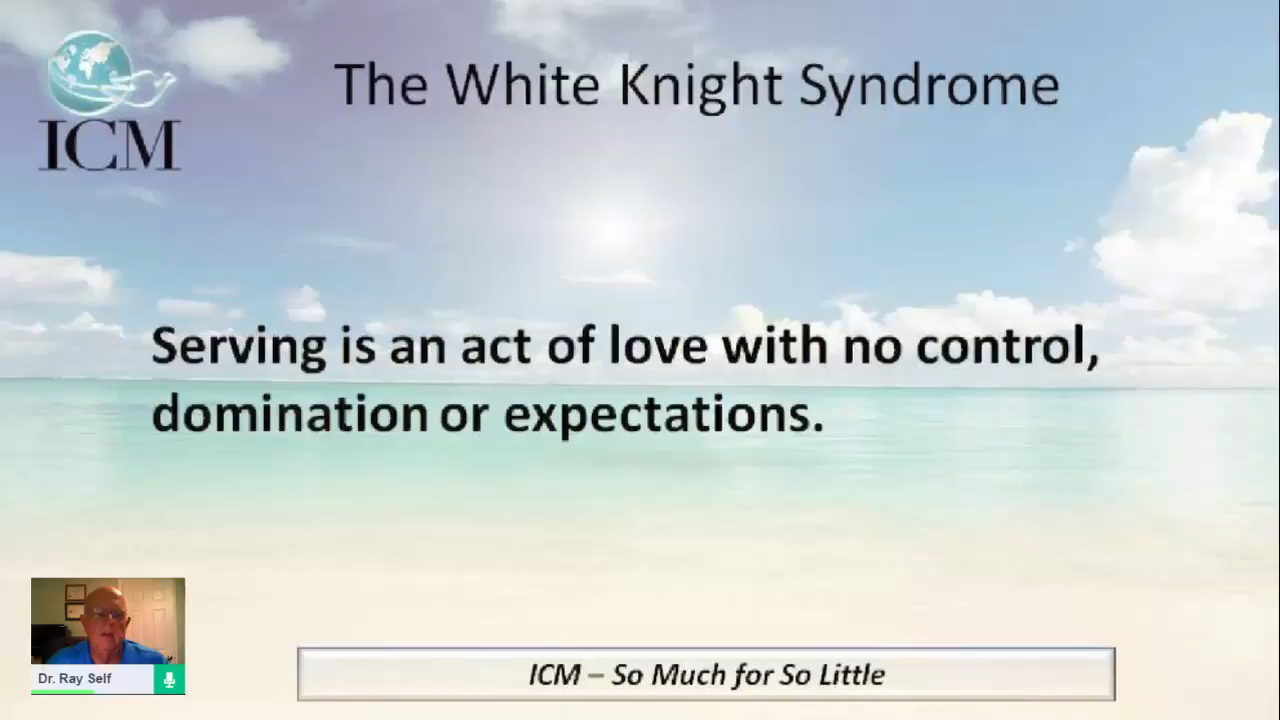 ICM
The White Knight Syndrome
Serving is an act of love with no control,
domination or expectations.
Dr. Ray Self
ICM – So Much for So Little